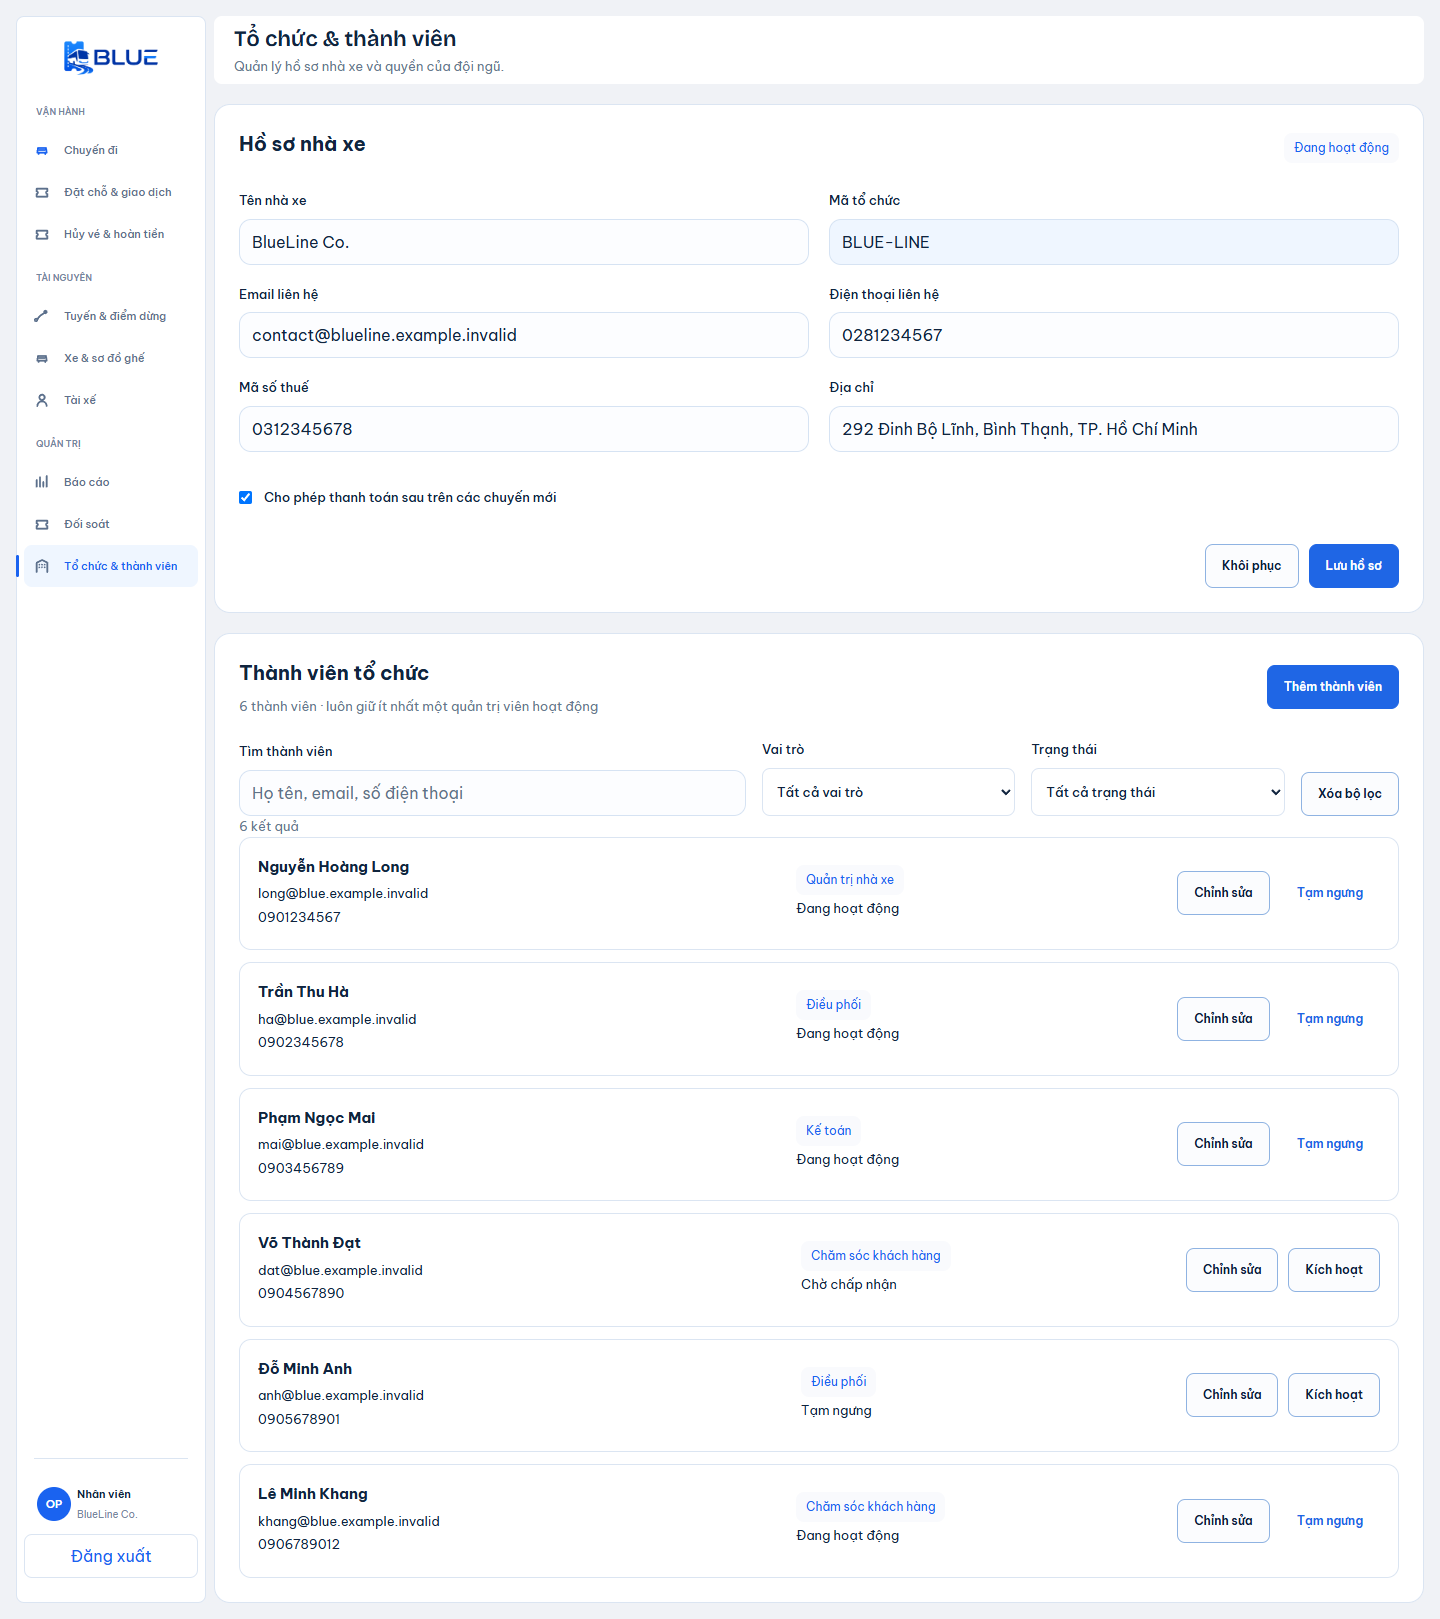 BLUE
VẬN HÀNH
Chuyến đi
Đặt chỗ & giao dịch
Hủy vé & hoàn tiền
TÀI NGUYÊN
Tuyến & điểm dừng
Xe & sơ đồ ghế
Tài xế
QUẢN TRỊ
Báo cáo
Đối soát
Tổ chức & thành viên
OP
Nhân viên
BlueLine Co.
Đăng xuất
Tổ chức & thành viên
Quản lý hồ sơ nhà xe và quyền của đội ngũ.
Hồ sơ nhà xe
Đang hoạt động
Tên nhà xe
Mã tổ chức
BlueLine Co.
BLUE-LINE
Email liên hệ
Điện thoại liên hệ
contact@blueline.example.invalid
0281234567
Mã số thuế
Địa chỉ
0312345678
292 Đinh Bộ Lĩnh, Bình Thạnh, TP. Hồ Chí Minh
Cho phép thanh toán sau trên các chuyến mới
Khôi phục
Lưu hồ sơ
Thành viên tổ chức
6 thành viên · luôn giữ ít nhất một quản trị viên hoạt động
Thêm thành viên
Tìm thành viên
Vai trò
Trạng thái
Họ tên, email, số điện thoại
Tất cả vai trò
Tất cả trạng thái
Xóa bộ lọc
6 kết quả
Nguyễn Hoàng Long
long@blue.example.invalid
0901234567
Quản trị nhà xe
Đang hoạt động
Chỉnh sửa
Tạm ngưng
Trần Thu Hà
ha@blue.example.invalid
0902345678
Điều phối
Đang hoạt động
Chỉnh sửa
Tạm ngưng
Phạm Ngọc Mai
mai@blue.example.invalid
0903456789
Kế toán
Đang hoạt động
Chỉnh sửa
Tạm ngưng
Võ Thành Đạt
dat@blue.example.invalid
0904567890
Chăm sóc khách hàng
Chờ chấp nhận
Chỉnh sửa
Kích hoạt
Đỗ Minh Anh
anh@blue.example.invalid
0905678901
Điều phối
Tạm ngưng
Chỉnh sửa
Kích hoạt
Lê Minh Khang
khang@blue.example.invalid
0906789012
Chăm sóc khách hàng
Đang hoạt động
Chỉnh sửa
Tạm ngưng